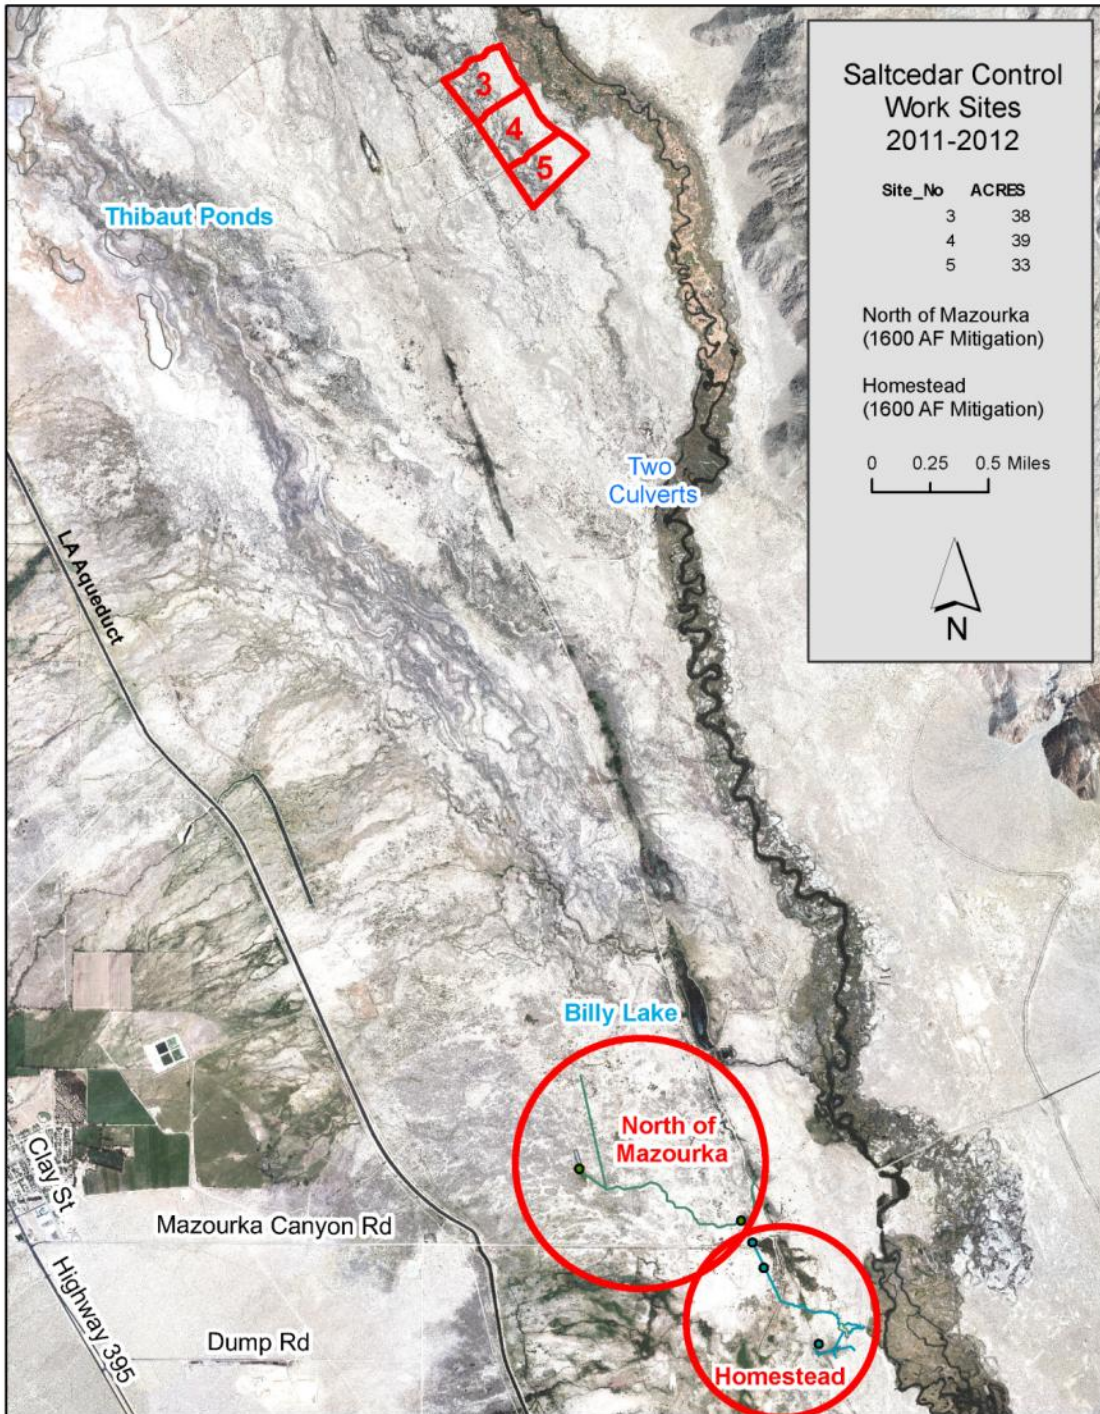 Saltcedar Control
Work Sites
2011-2012
Site_No ACRES
3 38
4 39
5 33
North of Mazourka
(1600 AF Mitigation)
Homestead
(1600 AF Mitigation)
0 0.25 0.5 Miles
N
3
4
5
Thibaut Ponds
Two
Culverts
LA Aqueduct
Billy Lake
North of
Mazourka
Clay St
Mazourka Canyon Rd
Highway 395
Dump Rd
Homestead